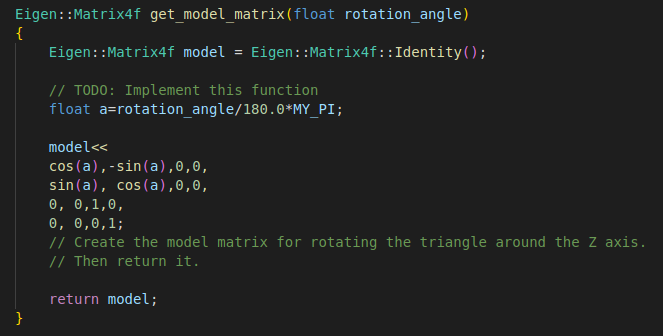 Eigen::Matrix4f get_model_matrix(float rotation_angle)
{
    Eigen::Matrix4f model = Eigen::Matrix4f::Identity();

    // TODO: Implement this function
    float a=rotation_angle/180.0*MY_PI;

    model<<
    cos(a),-sin(a),0,0,
    sin(a), cos(a),0,0,
    0, 0,1,0,
    0, 0,0,1;
    // Create the model matrix for rotating the triangle around the Z axis.
    // Then return it.

    return model;
}